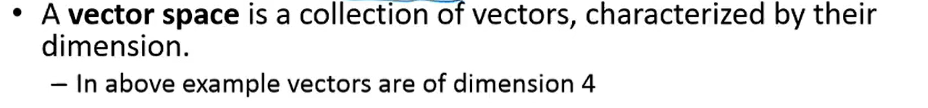 • A vector space is a collection of vectors, characterized by their
dimension.
– In above example vectors are of dimension 4